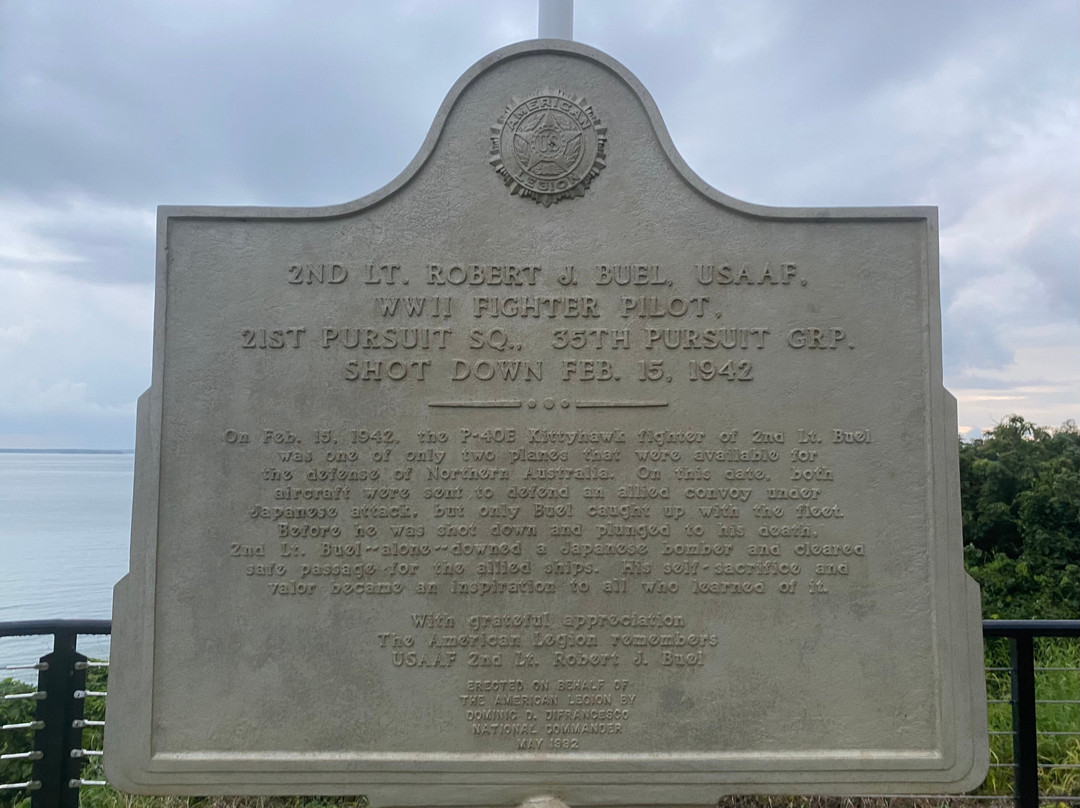 AMERICAN
US
LEGION
2ND LT. ROBERT J. BUEL, USAAF,
WWII FIGHTER PILOT,
21ST PURSUIT SQ., 35TH PURSUIT GRP.
SHOT DOWN FEB. 15, 1942
On Feb. 15, 1942, the P-40E Kittyhawk fighter of 2nd Lt. Buel
was one of only two planes that were available for
the defense of Northern Australia. On this date, both
aircraft were sent to defend an allied convoy under
Japanese attack, but only Buel caught up with the fleet.
Before he was shot down and plunged to his death,
2nd Lt. Buel--alone--downed a Japanese bomber and cleared
safe passage for the allied ships. His self-sacrifice and
valor became an inspiration to all who learned of it.
With grateful appreciation
The American Legion remembers
USAAF 2nd Lt. Robert J. Buel
ERECTED ON BEHALF OF
THE AMERICAN LEGION BY
DOMINIC D. DIFRANCESCO
NATIONAL COMMANDER
MAY 1992